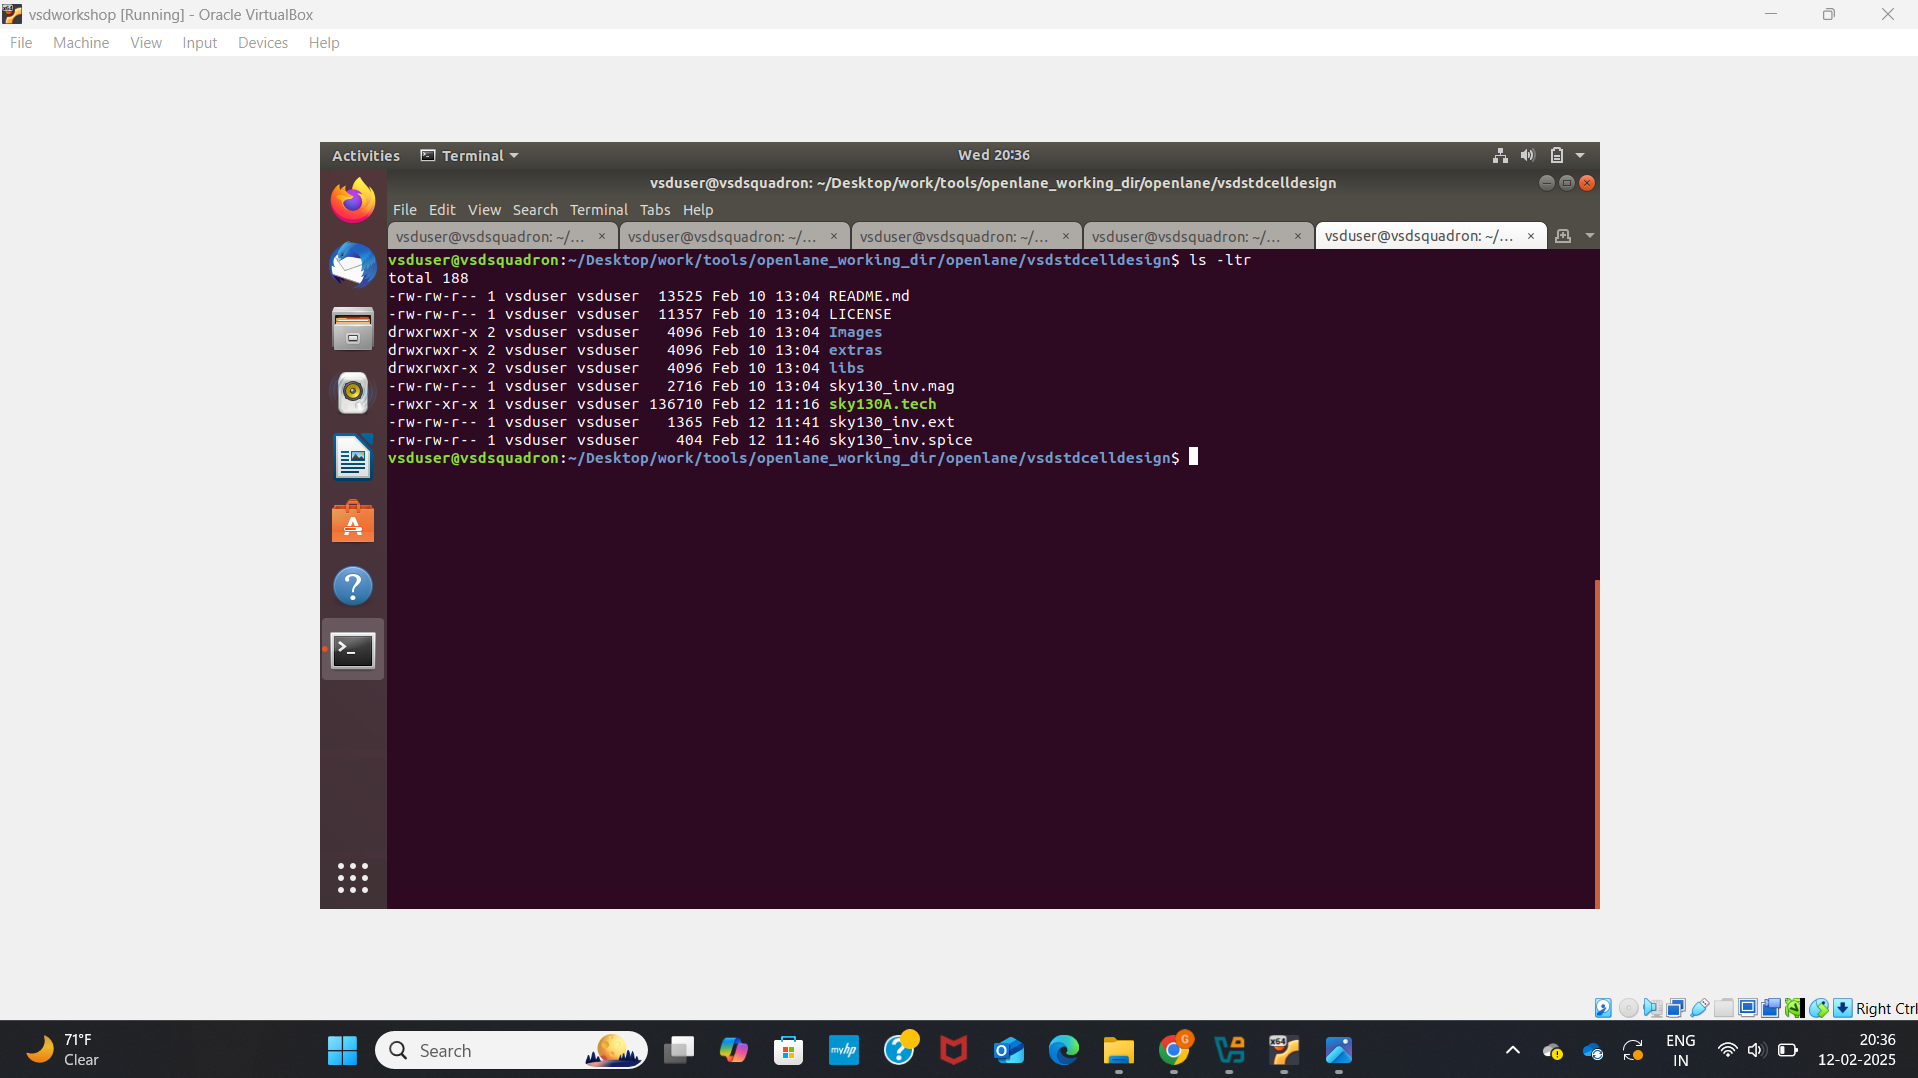 vsdworkshop [Running] - Oracle VirtualBox
File Machine View Input Devices Help
Activities Terminal Wed 20:36
vsduser@vsdsquadron: ~/Desktop/work/tools/openlane_working_dir/openlane/vsdstdcelldesign
File Edit View Search Terminal Tabs Help
vsduser@vsdsquadron: ~/... × vsduser@vsdsquadron: ~/... × vsduser@vsdsquadron: ~/... × vsduser@vsdsquadron: ~/... × vsduser@vsdsquadron: ~/... ×
vsduser@vsdsquadron:~/Desktop/work/tools/openlane_working_dir/openlane/vsdstdcelldesign$ ls -ltr
total 188
-rw-rw-r-- 1 vsduser vsduser  13525 Feb 10 13:04 README.md
-rw-rw-r-- 1 vsduser vsduser  11357 Feb 10 13:04 LICENSE
drwxrwxr-x 2 vsduser vsduser   4096 Feb 10 13:04 Images
drwxrwxr-x 2 vsduser vsduser   4096 Feb 10 13:04 extras
drwxrwxr-x 2 vsduser vsduser   4096 Feb 10 13:04 libs
-rw-rw-r-- 1 vsduser vsduser   2716 Feb 10 13:04 sky130_inv.mag
-rwxr-xr-x 1 vsduser vsduser 136710 Feb 12 11:16 sky130A.tech
-rw-rw-r-- 1 vsduser vsduser   1365 Feb 12 11:41 sky130_inv.ext
-rw-rw-r-- 1 vsduser vsduser    404 Feb 12 11:46 sky130_inv.spice
vsduser@vsdsquadron:~/Desktop/work/tools/openlane_working_dir/openlane/vsdstdcelldesign$
Right Ctrl
71°F
Clear
Search
myhp
G
x64
ENG
IN
20:36
12-02-2025